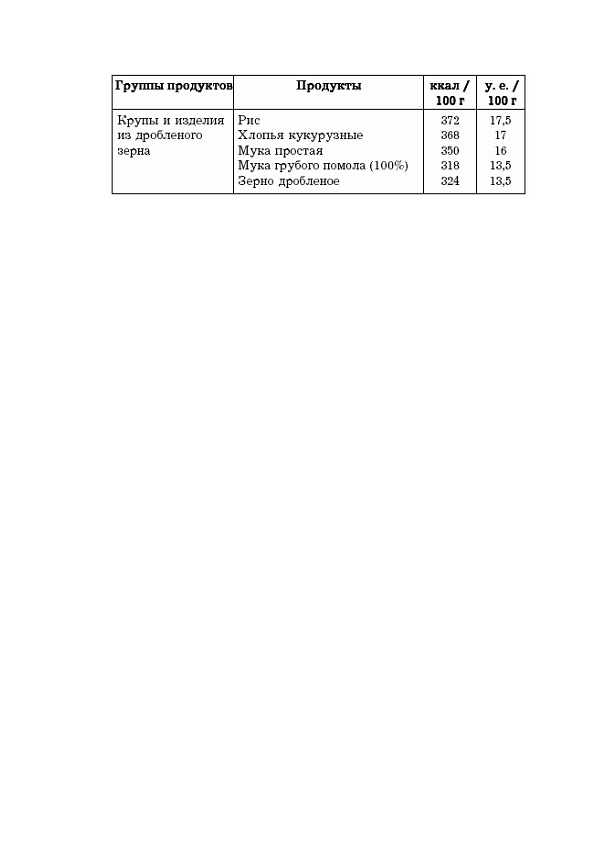 Группы продуктов Продукты ккал / у. е. /
100 г 100 г
Крупы и изделия Рис 372 17,5
из дробленого Хлопья кукурузные 368 17
зерна Мука простая 350 16
Мука грубого помола (100%) 318 13,5
Зерно дробленое 324 13,5